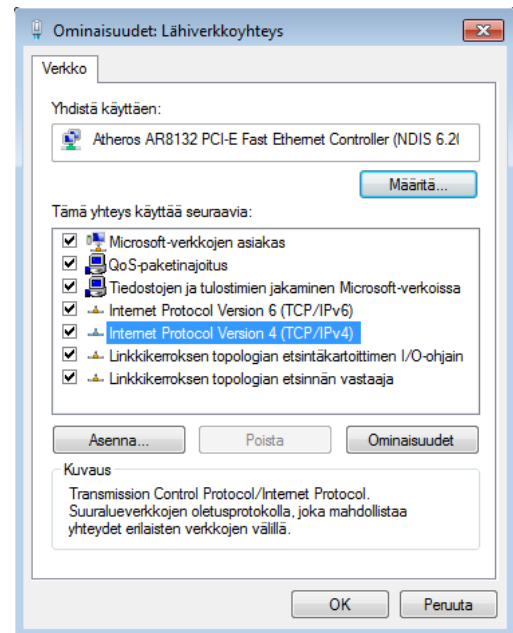 Ominaisuudet: Lähiverkkoyhteys
Verkko
Yhdistä käyttäen:
Atheros AR8132 PCI-E Fast Ethernet Controller (NDIS 6.2(
Määritä...
Tämä yhteys käyttää seuraavia:
Microsoft-verkkojen asiakas
QoS-paketinajoitus
Tiedostojen ja tulostimien jakaminen Microsoft-verkoissa
Internet Protocol Version 6 (TCP/IPv6)
Internet Protocol Version 4 (TCP/IPv4)
Linkkikerroksen topologian etsintäkartoittimen I/O-ohjain
Linkkikerroksen topologian etsinnän vastaaja
Asenna... Poista Ominaisuudet
Kuvaus
Transmission Control Protocol/Internet Protocol.
Suuralueverkkojen oletusprotokolla, joka mahdollistaa
yhteydet erilaisten verkkojen välillä.
OK Peruuta